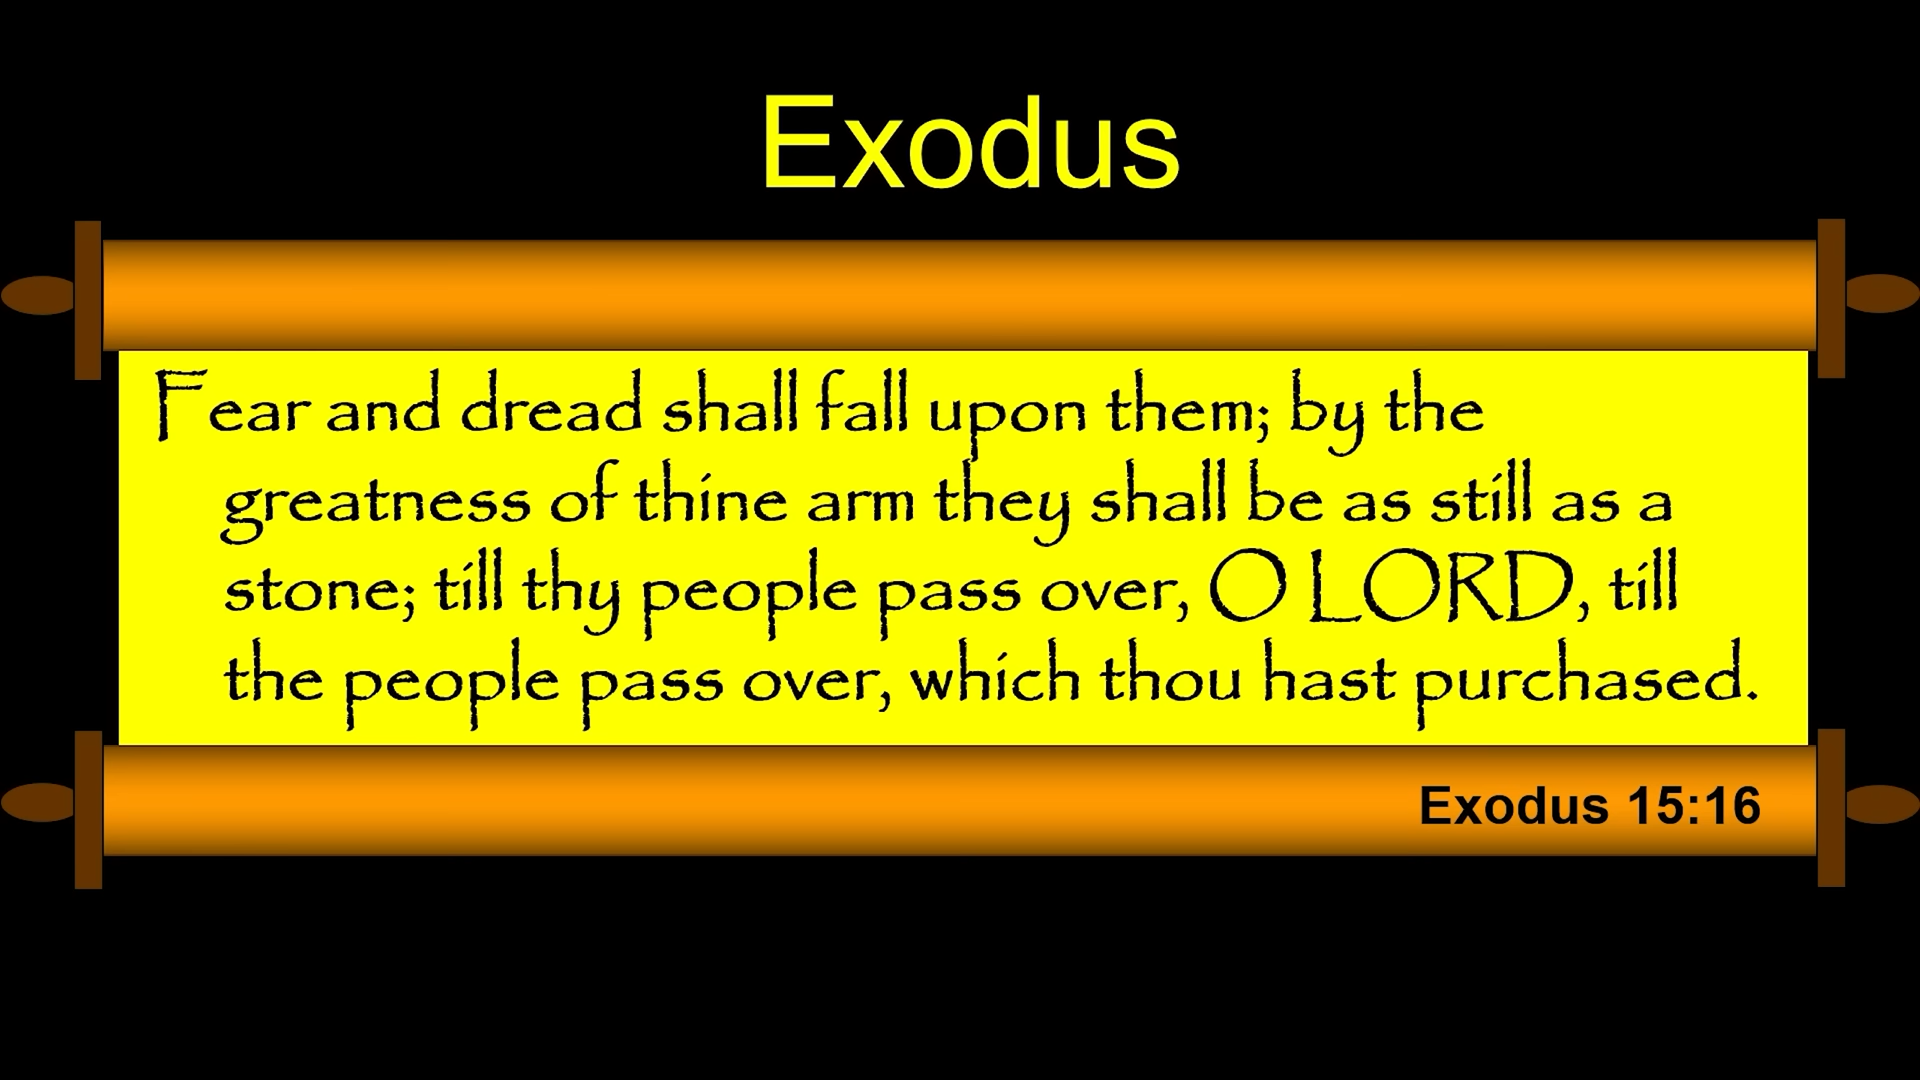 Exodus
Fear and dread shall fall upon them; by the
greatness of thine arm they shall be as still as a
stone; till thy people pass over, O LORD, till
the people pass over, which thou hast purchased.
Exodus 15:16